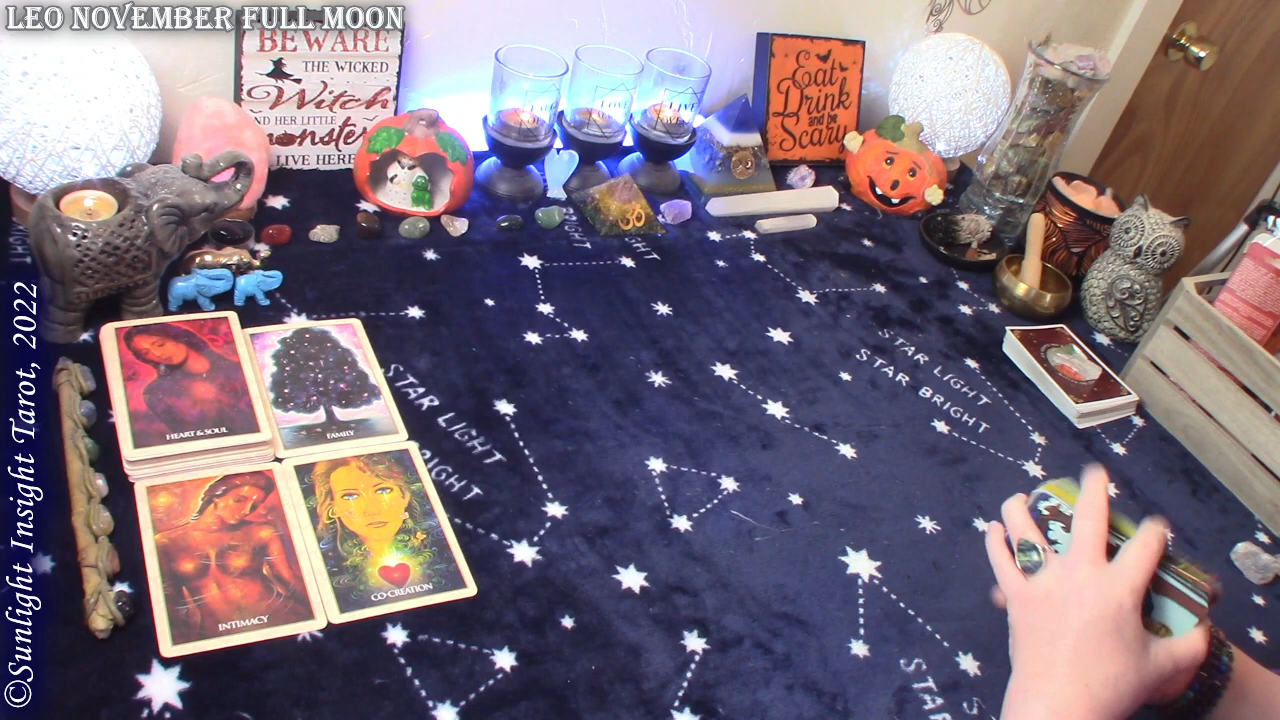 LEO NOVEMBER FULL MOON
BEWARE
THE WICKED
Witch
AND HER LITTLE
monsters
LIVE HERE
Eat
Drink
and be
Scary
STAR LIGHT
BRIGHT
STAR LIGHT
STAR BRIGHT
HEART & SOUL
FAMILY
INTIMACY
CO-CREATION
STAR
©Sunlight Insight Tarot, 2022